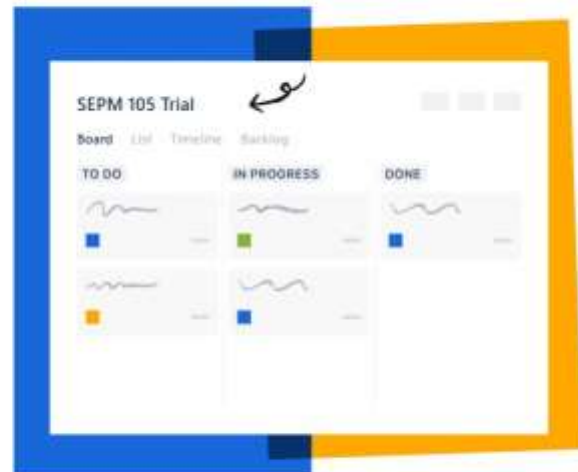 SEPM 105 Trial
Board List Timeline Backlog
TO DO IN PROGRESS DONE